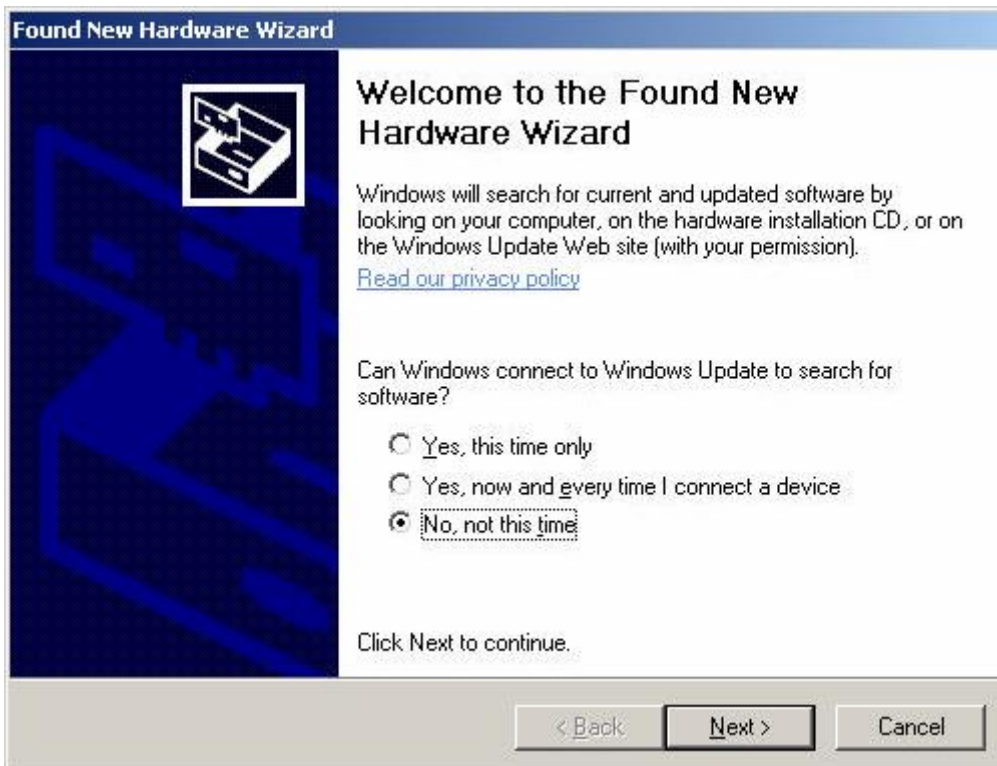 Found New Hardware Wizard
Welcome to the Found New
Hardware Wizard
Windows will search for current and updated software by
looking on your computer, on the hardware installation CD, or on
the Windows Update Web site (with your permission).
Read our privacy policy
Can Windows connect to Windows Update to search for
software?
Yes, this time only
Yes, now and every time I connect a device
No, not this time
Click Next to continue.
< Back
Next >
Cancel